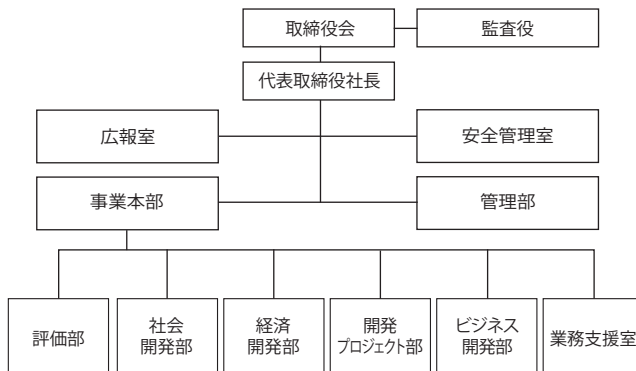 取締役会
監査役
代表取締役社長
広報室
安全管理室
事業本部
管理部
評価部
社会
開発部
経済
開発部
開発
プロジェクト部
ビジネス
開発部
業務支援室